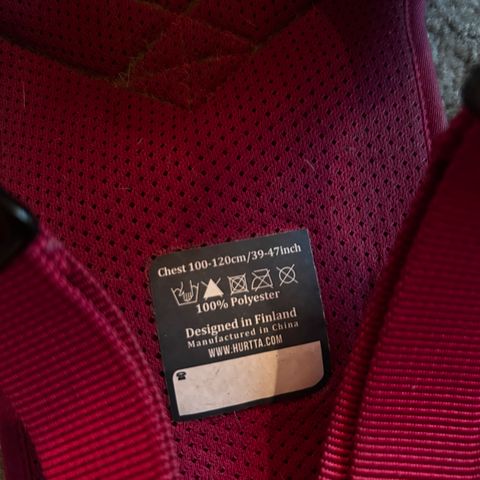 Chest 100-120cm/39-47inch
100% Polyester
Designed in Finland
Manufactured in China
WWW.HURTTA.COM